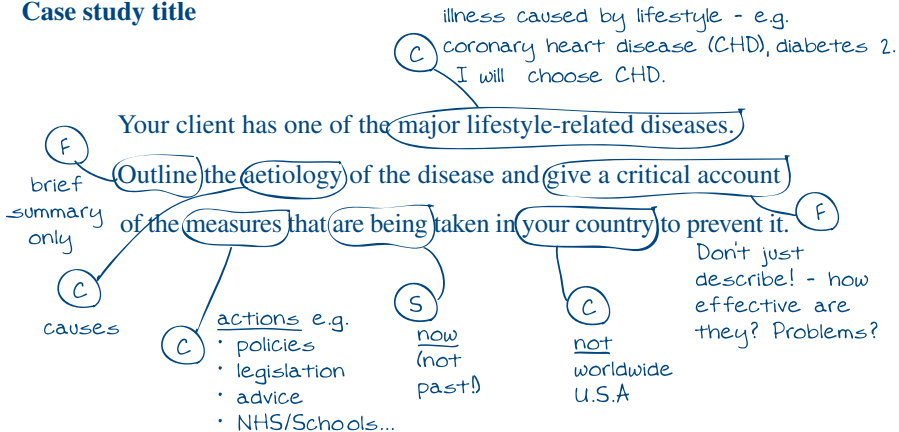 Case study title
illness caused by lifestyle - e.g.
coronary heart disease (CHD), diabetes 2.
I will choose CHD.
C
Your client has one of the major lifestyle-related diseases.
F
brief
summary
only
Outline the aetiology of the disease and give a critical account
of the measures that are being taken in your country to prevent it.
F
Don't just
describe! - how
effective are
they? Problems?
C
causes
C
actions e.g.
• policies
• legislation
• advice
• NHS/Schools...
S
now
(not
past!)
C
not
worldwide
U.S.A